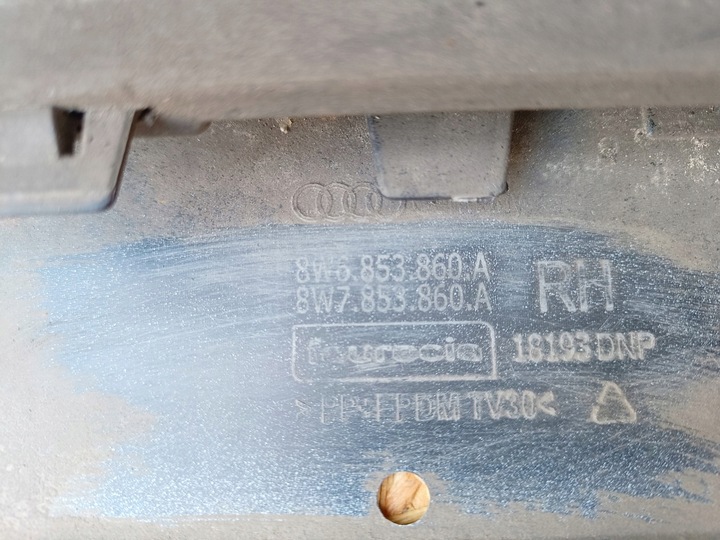 8W6.853.860.A
8W7.853.860.A
RH
faurecia
18193 DNP
>PP+EPDM TV30<